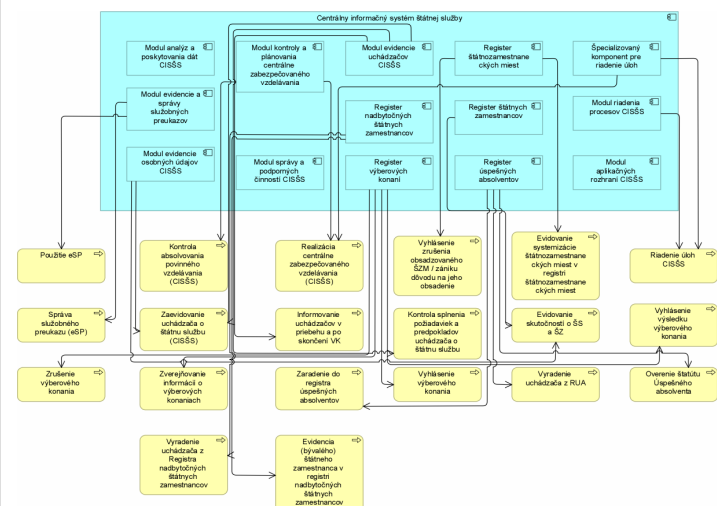 Centrálny informačný systém štátnej služby
Modul analýz a
poskytovania dát
CISŠS
Modul kontroly a
plánovania
centrálne
zabezpečovaného
vzdelávania
Modul evidencie
uchádzačov
CISŠS
Register
štátnozamestnane
ckých miest
Špecializovaný
komponent pre
riadenie úloh
Modul evidencie a
správy
služobných
preukazov
Register
nadbytočných
štátnych
zamestnancov
Register štátnych
zamestnancov
Modul riadenia
procesov CISŠS
Modul evidencie
osobných údajov
CISŠS
Modul správy a
podporných
činností CISŠS
Register
výberových
konaní
Register
úspešných
absolventov
Modul
aplikačných
rozhraní CISŠS
Použitie eSP
Kontrola
absolvovania
povinného
vzdelávania
(CISŠS)
Realizácia
centrálne
zabezpečovaného
vzdelávania
(CISŠS)
Vyhlásenie
zrušenia
obsadzovaného
ŠZM / zániku
dôvodu na jeho
obsadenie
Evidovanie
systemizácie
štátnozamestnane
ckých miest v
registri
štátnozamestnane
ckých miest
Riadenie úloh
CISŠS
Správa
služobného
preukazu (eSP)
Zaevidovanie
uchádzača o
štátnu službu
(CISŠS)
Informovanie
uchádzačov v
priebehu a po
skončení VK
Kontrola splnenia
požiadaviek a
predpokladov
uchádzača o
štátnu službu
Evidovanie
skutočností o ŠS
a ŠZ
Vyhlásenie
výsledku
výberového
konania
Zrušenie
výberového
konania
Zverejňovanie
informácií o
výberových
konaniach
Zaradenie do
registra
úspešných
absolventov
Vyhlásenie
výberového
konania
Vyradenie
uchádzača z RUA
Overenie štatútu
Úspešného
absolventa
Vyradenie
uchádzača z
Registra
nadbytočných
štátnych
zamestnancov
Evidencia
(bývalého)
štátneho
zamestnanca v
registri
nadbytočných
štátnych
zamestnancov